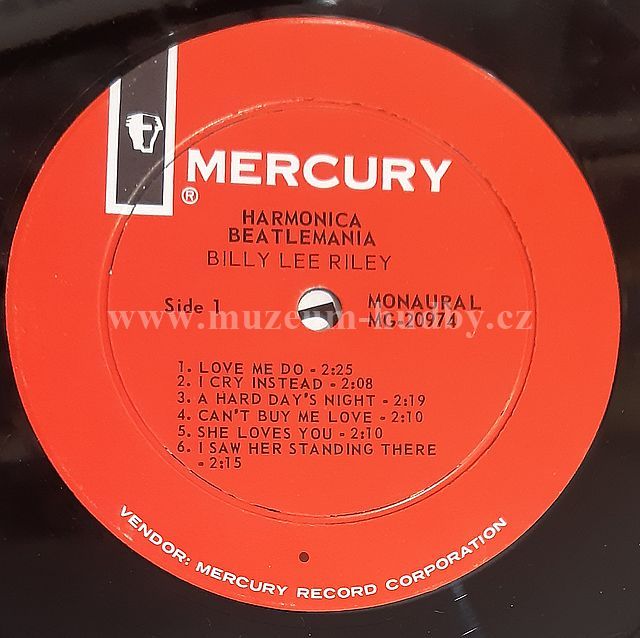 MERCURY
®
HARMONICA
BEATLEMANIA
BILLY LEE RILEY
Side 1
MONAURAL
MG-20974
www.muzeum-hudby.cz
1. LOVE ME DO - 2:25
2. I CRY INSTEAD - 2:08
3. A HARD DAY'S NIGHT - 2:19
4. CAN'T BUY ME LOVE - 2:10
5. SHE LOVES YOU - 2:10
6. I SAW HER STANDING THERE
- 2:15
VENDOR: MERCURY RECORD CORPORATION